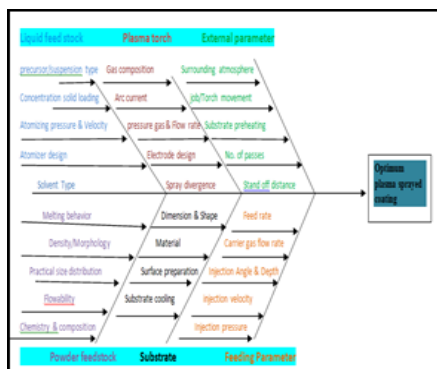 Liquid feed stock Plasma torch External parameter
precursor/suspension type Gas composition Surrounding atmosphere
Concentration solid loading Arc current job/Torch movement
Atomizing pressure & Velocity pressure gas & Flow rate Substrate preheating
Atomizer design Electrode design No. of passes
Solvent Type Spray divergence Stand off distance
Optimum
plasma sprayed
coating
Melting behavior Dimension & Shape Feed rate
Density/Morphology Material Carrier gas flow rate
Practical size distribution Surface preparation Injection Angle & Depth
Flowability Substrate cooling Injection velocity
Chemistry & composition Injection pressure
Powder feedstock Substrate Feeding Parameter